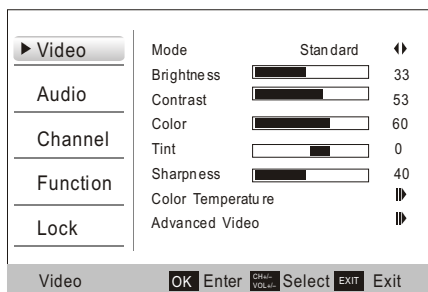 Video
Audio
Channel
Function
Lock
Mode Standard
Brightness 33
Contrast 53
Color 60
Tint 0
Sharpness 40
Color Temperature
Advanced Video
Video OK Enter CH+/- VOL+/- Select EXIT Exit